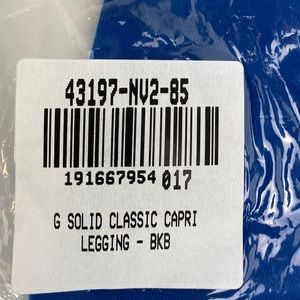 43197-NV2-85
191667954 017
G SOLID CLASSIC CAPRI
LEGGING - BKB